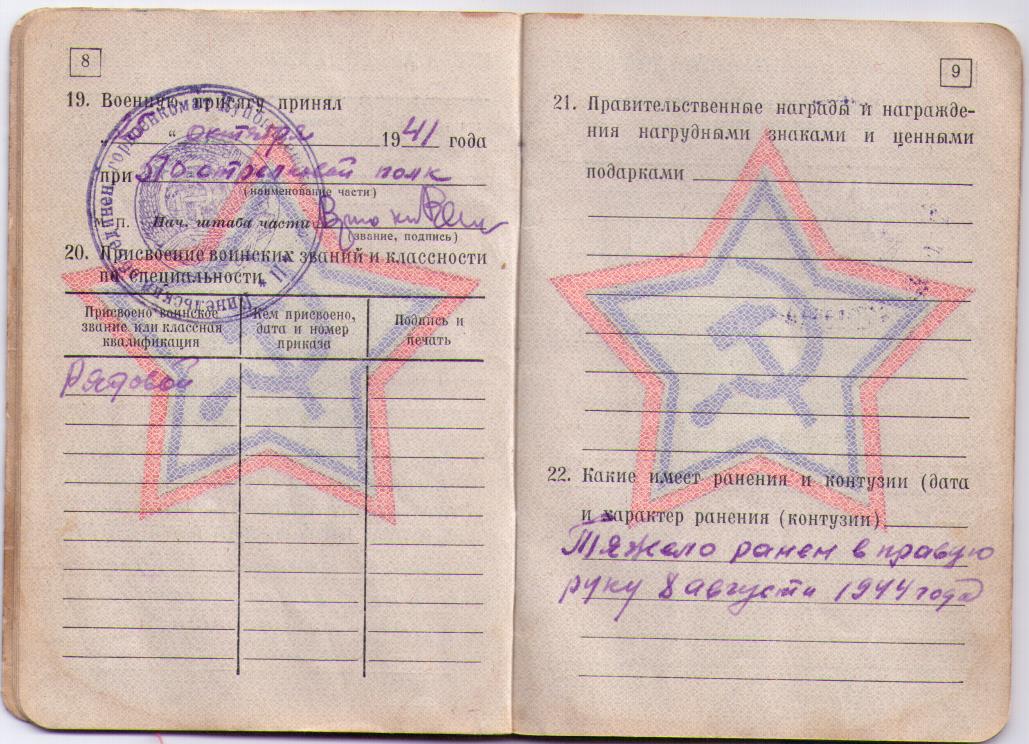 8
19. Военную присягу принял
" октября 1941 года
при 510 стрелковый полк
(наименование части)
П. Нач. штаба части
(звание, подпись)
20. Присвоение воинских званий и классности
по специальности
Присвоено воинское
звание или классная
квалификация
Кем присвоено,
дата и номер
приказа
Подпись и
печать
Рядовой
9
21. Правительственные награды и награжде-
ния нагрудными знаками и ценными
подарками
22. Какие имеет ранения и контузии (дата
и характер ранения (контузии)
Тяжело ранен в правую
руку 8 августа 1944 года